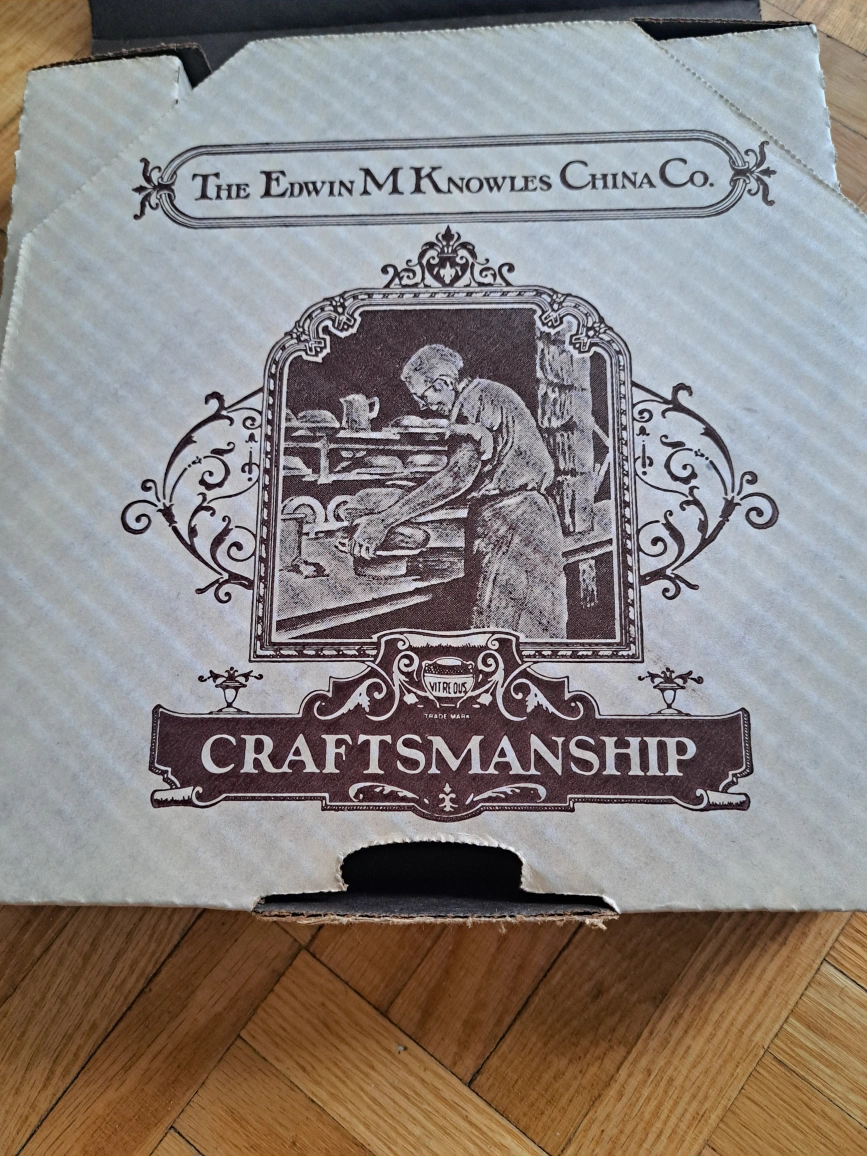 The Edwin M Knowles China Co.
VITREOUS
TRADE MARK
CRAFTSMANSHIP